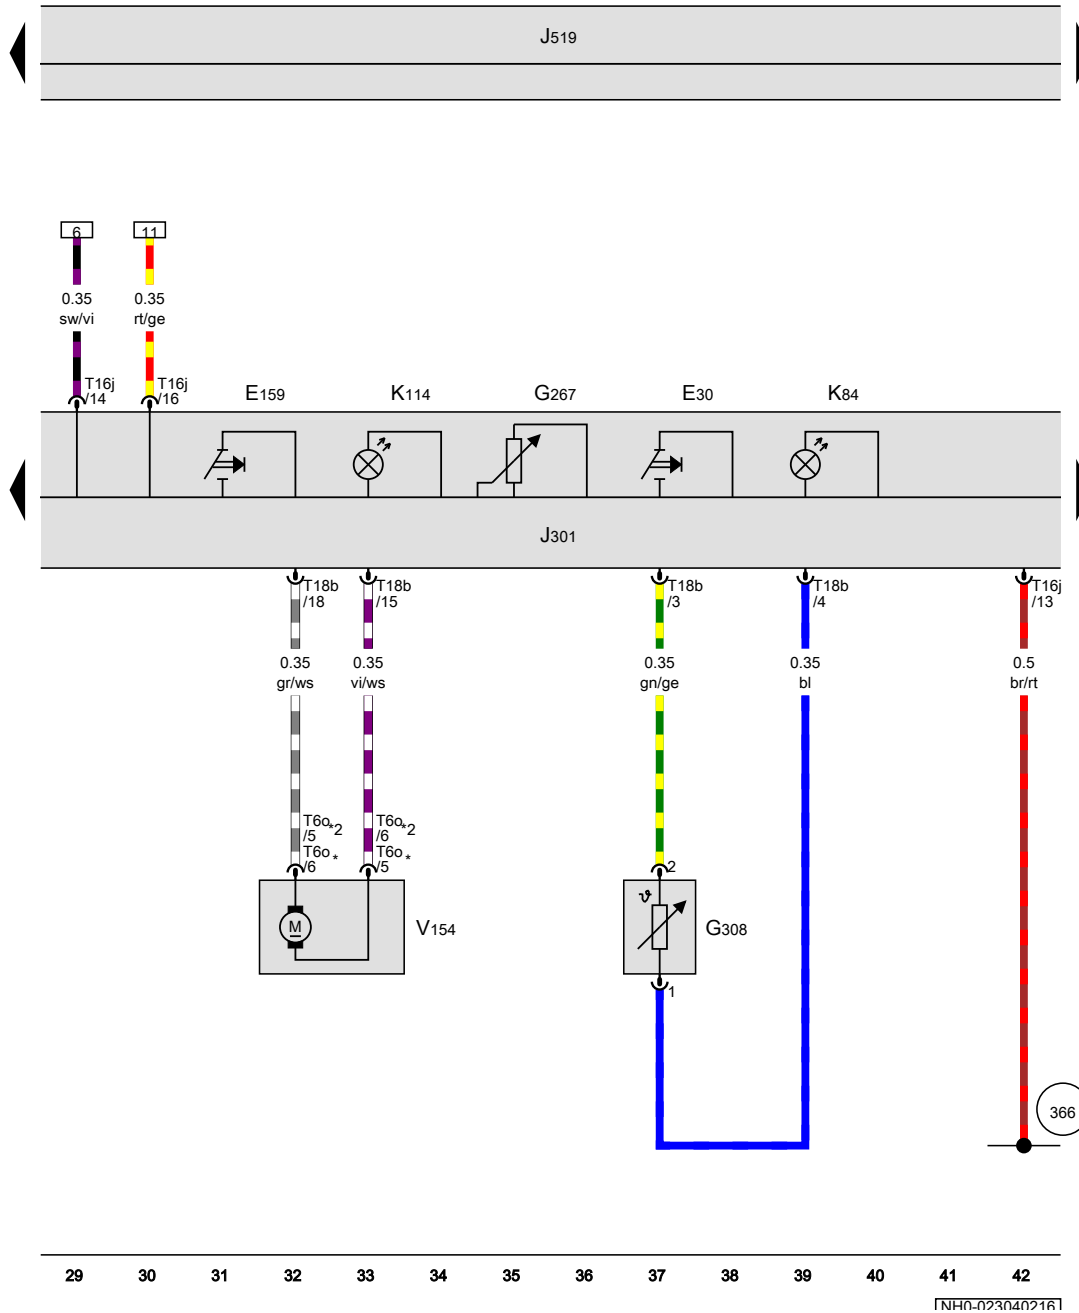 J519
6 11
0.35 0.35
sw/vi rt/ge
T16j T16j
/14 /16
E159 K114 G267 E30 K84
J301
T18b T18b T18b T18b T16j
/18 /15 /3 /4 /13
0.35 0.35 0.35 0.35 0.5
gr/ws vi/ws gn/ge bl br/rt
T6o*2 T6o*2
/5 /6
T6o* T6o*
/6 /5 2
ϑ
M V154 G308
1
366
29 30 31 32 33 34 35 36 37 38 39 40 41 42
NH0-023040216